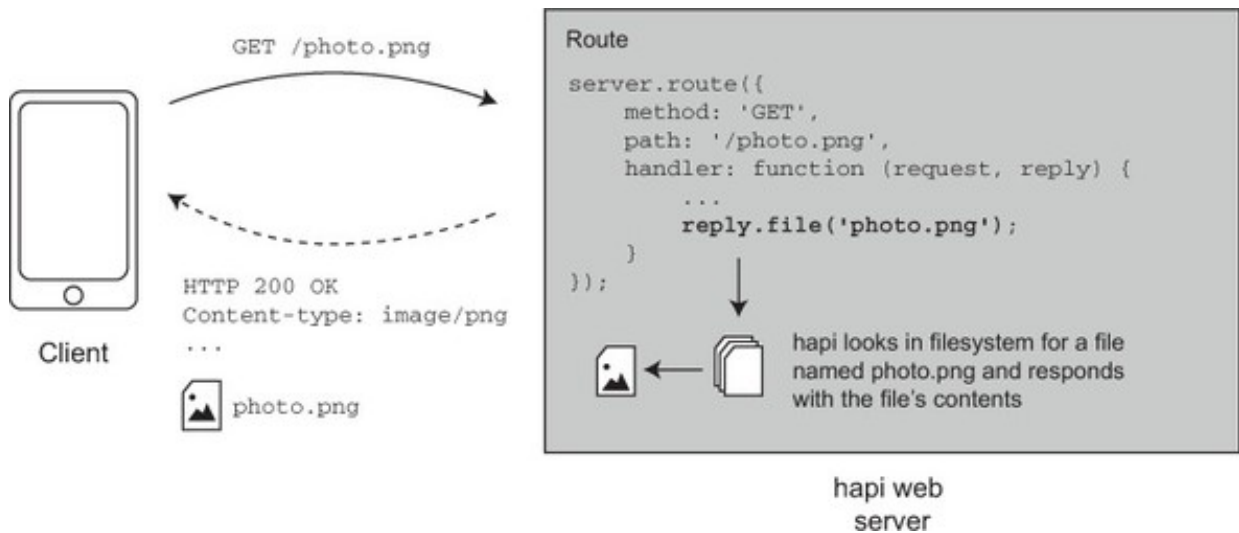 GET /photo.png
HTTP 200 OK
Content-type: image/png
...
photo.png
Client
Route
server.route({
    method: 'GET',
    path: '/photo.png',
    handler: function (request, reply) {
        ...
        reply.file('photo.png');
    }
});
hapi looks in filesystem for a file
named photo.png and responds
with the file's contents
hapi web
server